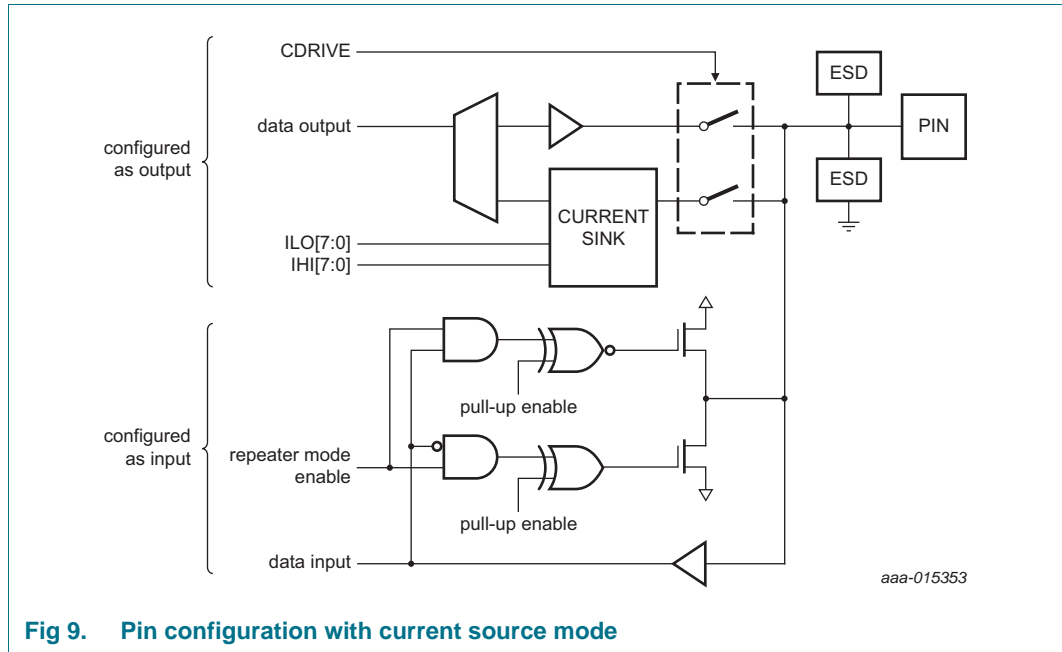 CDRIVE
ESD
data output
PIN
configured
as output
ESD
CURRENT
SINK
ILO[7:0]
IHI[7:0]
pull-up enable
configured
as input
repeater mode
enable
pull-up enable
data input
aaa-015353
Fig 9. Pin configuration with current source mode